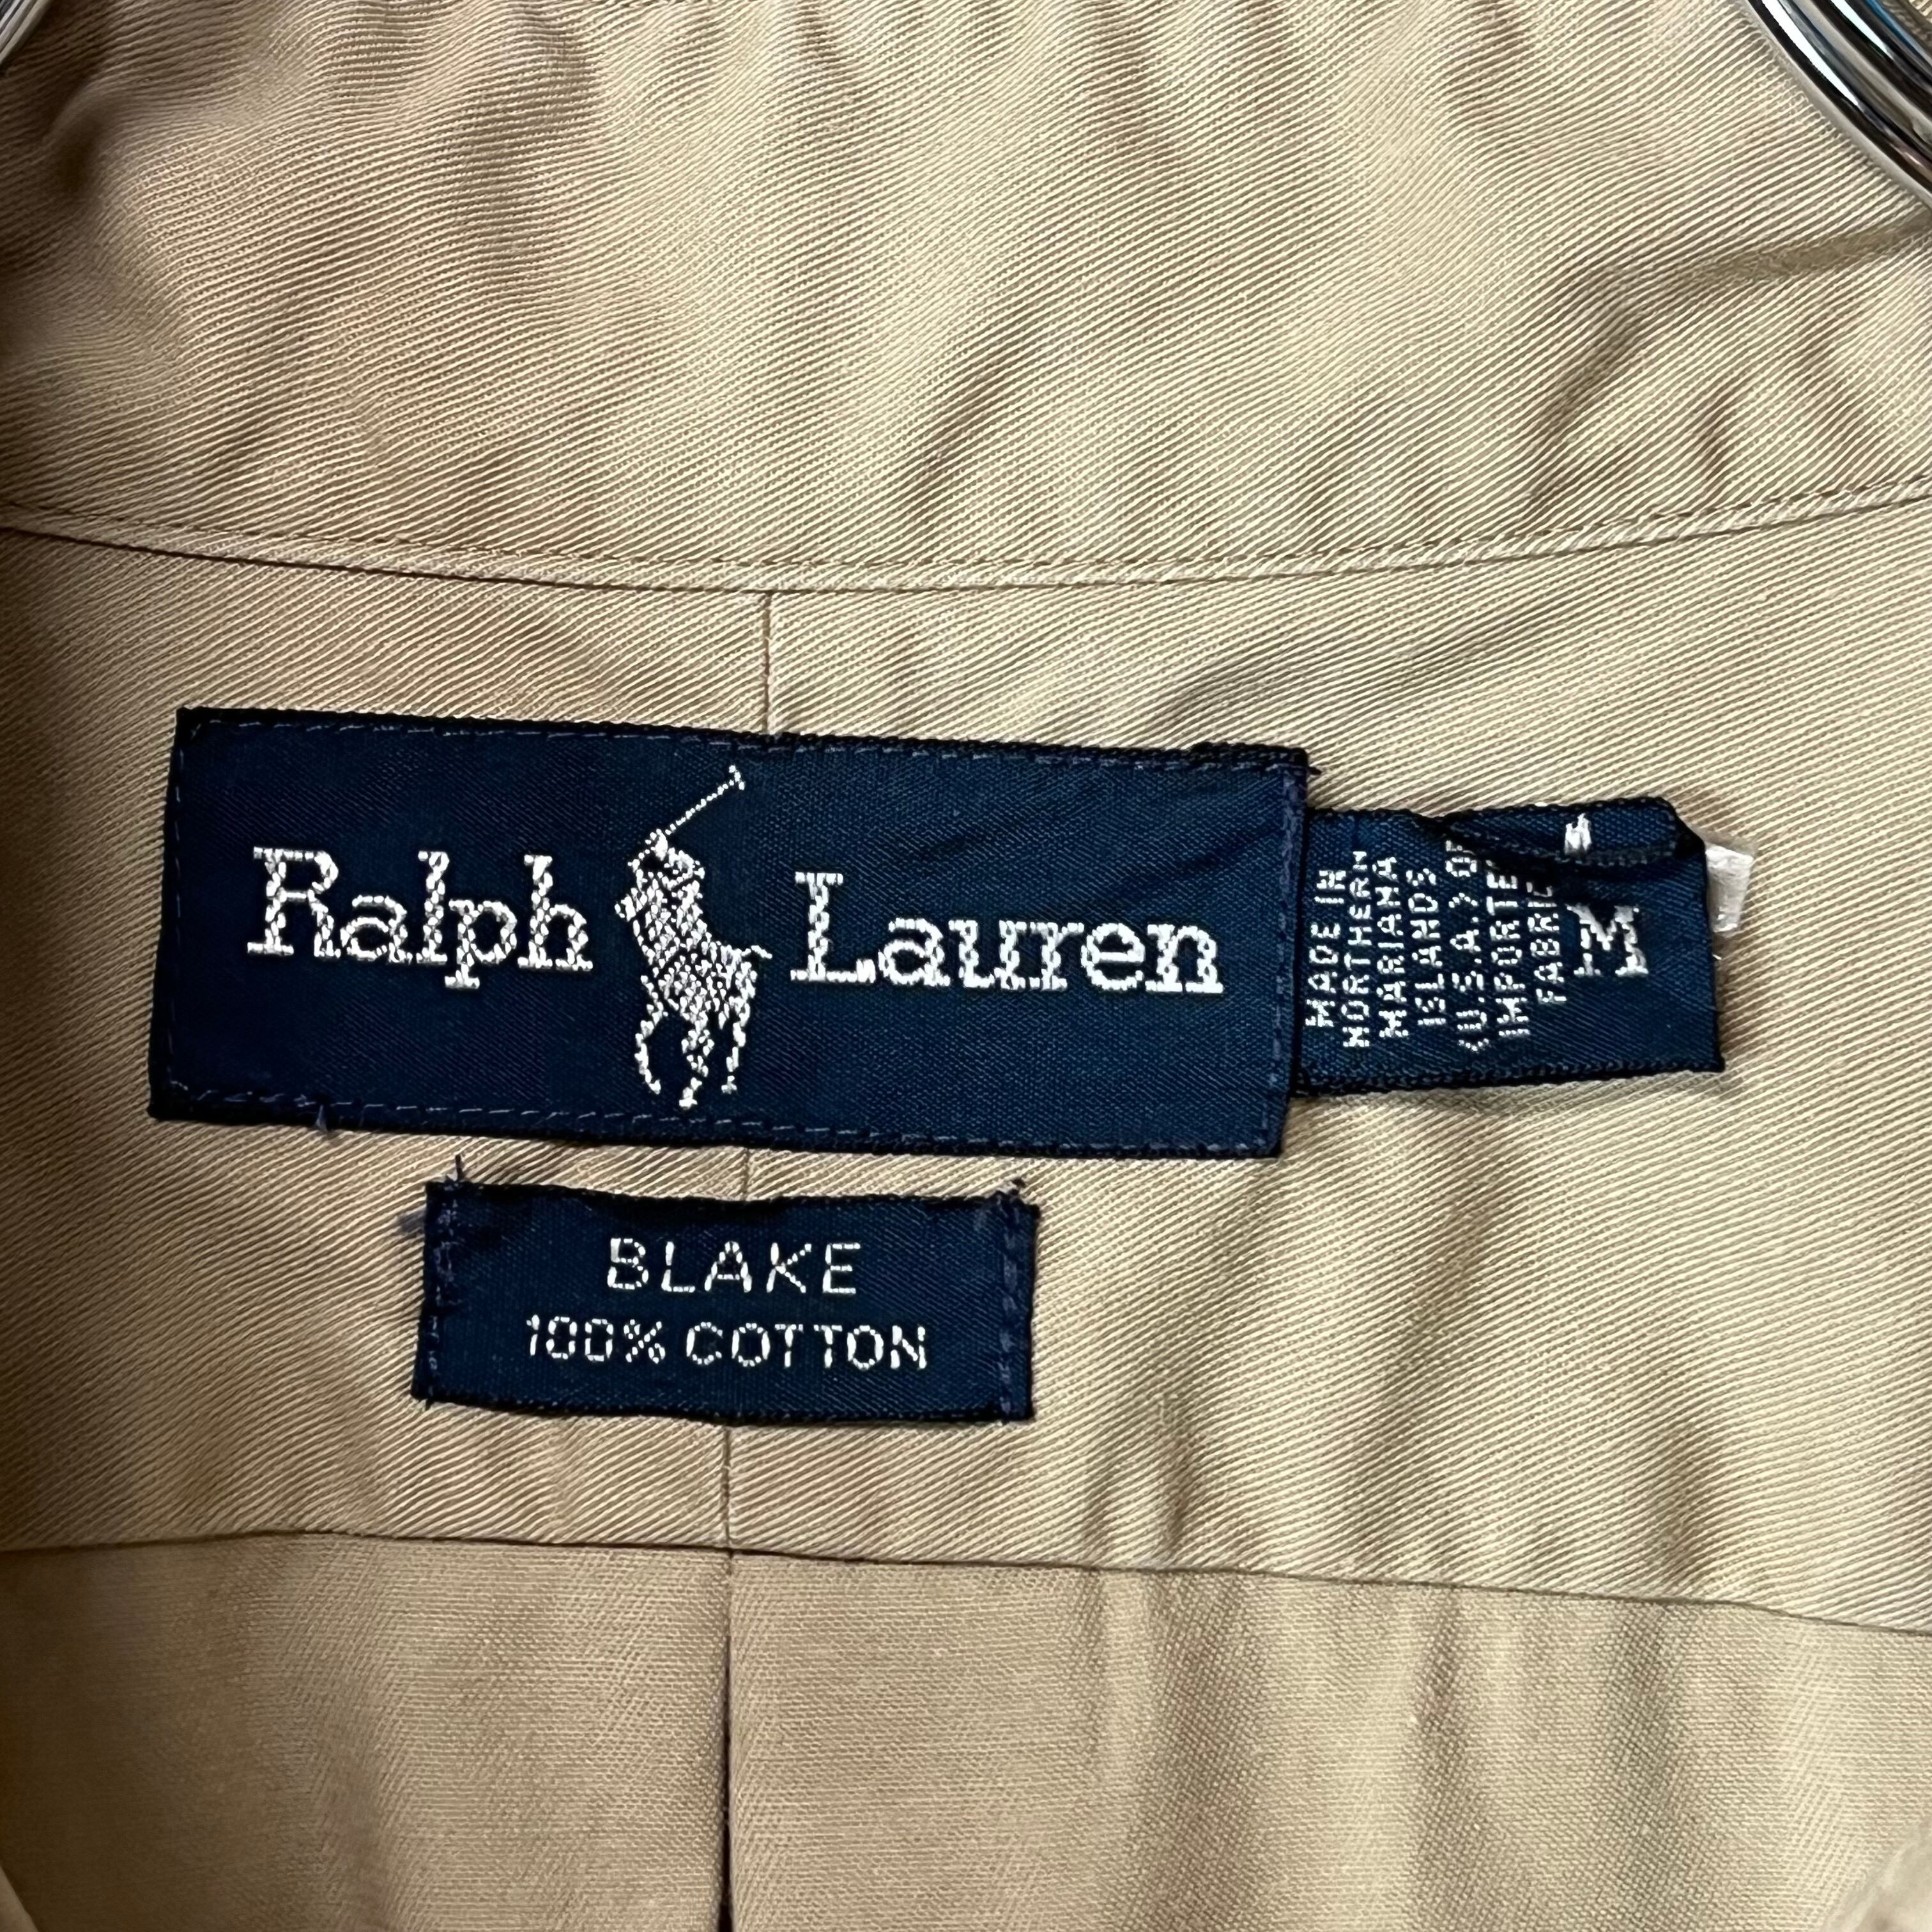 Ralph Lauren
MADE IN
NORTHERN
MARIANA
ISLANDS
(U.S.A.) OF
IMPORTED
FABRIC
M
BLAKE
100% COTTON